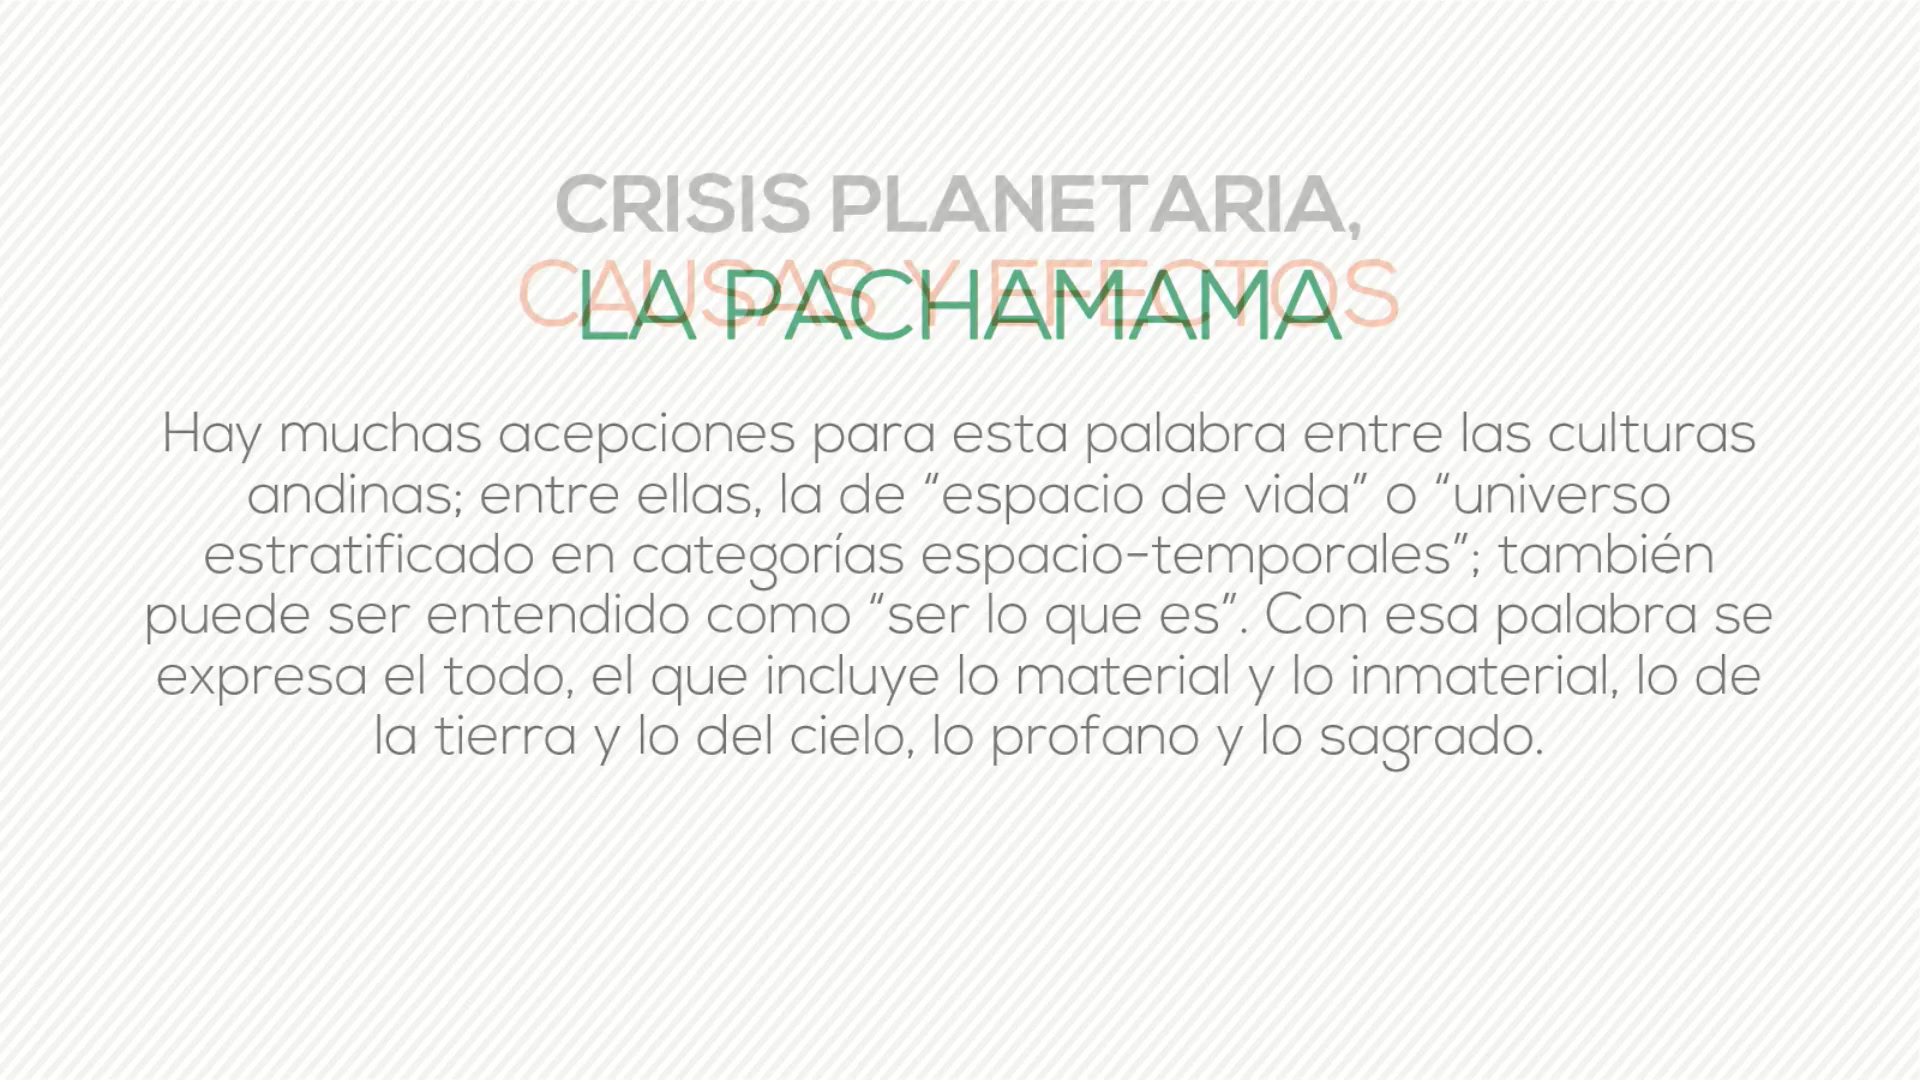 CRISIS PLANETARIA,
CAUSAS Y EFECTOS
LA PACHAMAMA
Hay muchas acepciones para esta palabra entre las culturas
andinas; entre ellas, la de “espacio de vida” o “universo
estratificado en categorías espacio-temporales”; también
puede ser entendido como “ser lo que es”. Con esa palabra se
expresa el todo, el que incluye lo material y lo inmaterial, lo de
la tierra y lo del cielo, lo profano y lo sagrado.